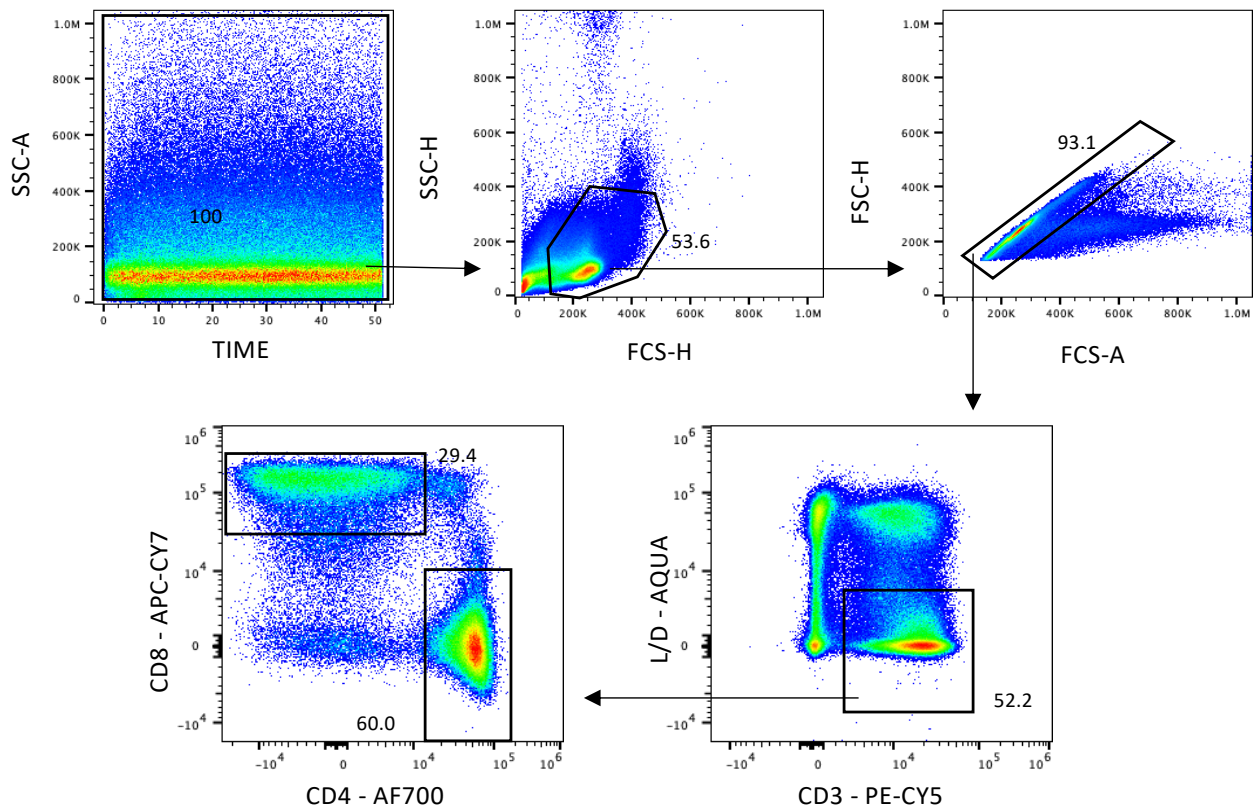 1.0M
800K
600K
400K
200K
0
SSC-A
100
0 10 20 30 40 50
TIME
1.0M
800K
600K
400K
200K
0
SSC-H
53.6
200K 400K 600K 800K 1.0M
FCS-H
1.0M
800K
600K
400K
200K
0
FSC-H
93.1
200K 400K 600K 800K 1.0M
FCS-A
10^6
10^5
10^4
0
-10^4
CD8 - APC-CY7
29.4
60.0
-10^4 0 10^4 10^5 10^6
CD4 - AF700
10^6
10^5
10^4
0
-10^4
L/D - AQUA
52.2
-10^4 0 10^4 10^5 10^6
CD3 - PE-CY5